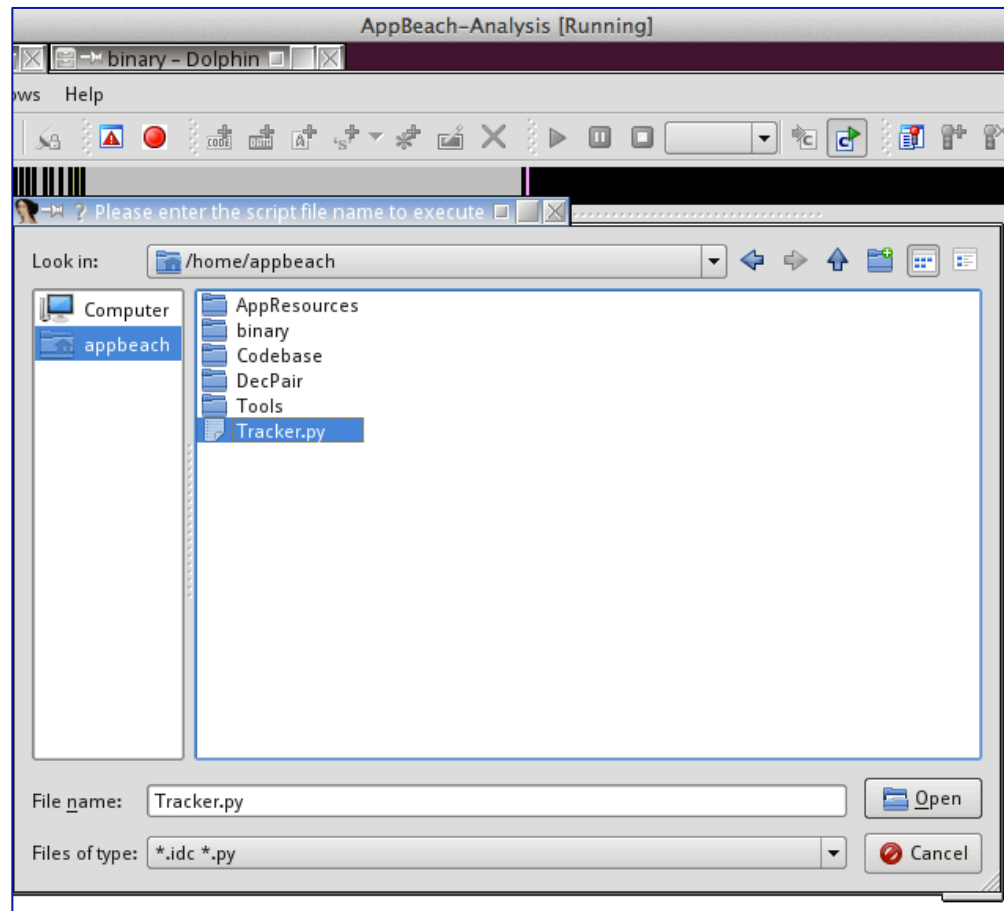 AppBeach-Analysis [Running]
binary - Dolphin
ows Help
Please enter the script file name to execute
Look in: /home/appbeach
Computer
appbeach
AppResources
binary
Codebase
DecPair
Tools
Tracker.py
File name: Tracker.py Open
Files of type: *.idc *.py Cancel